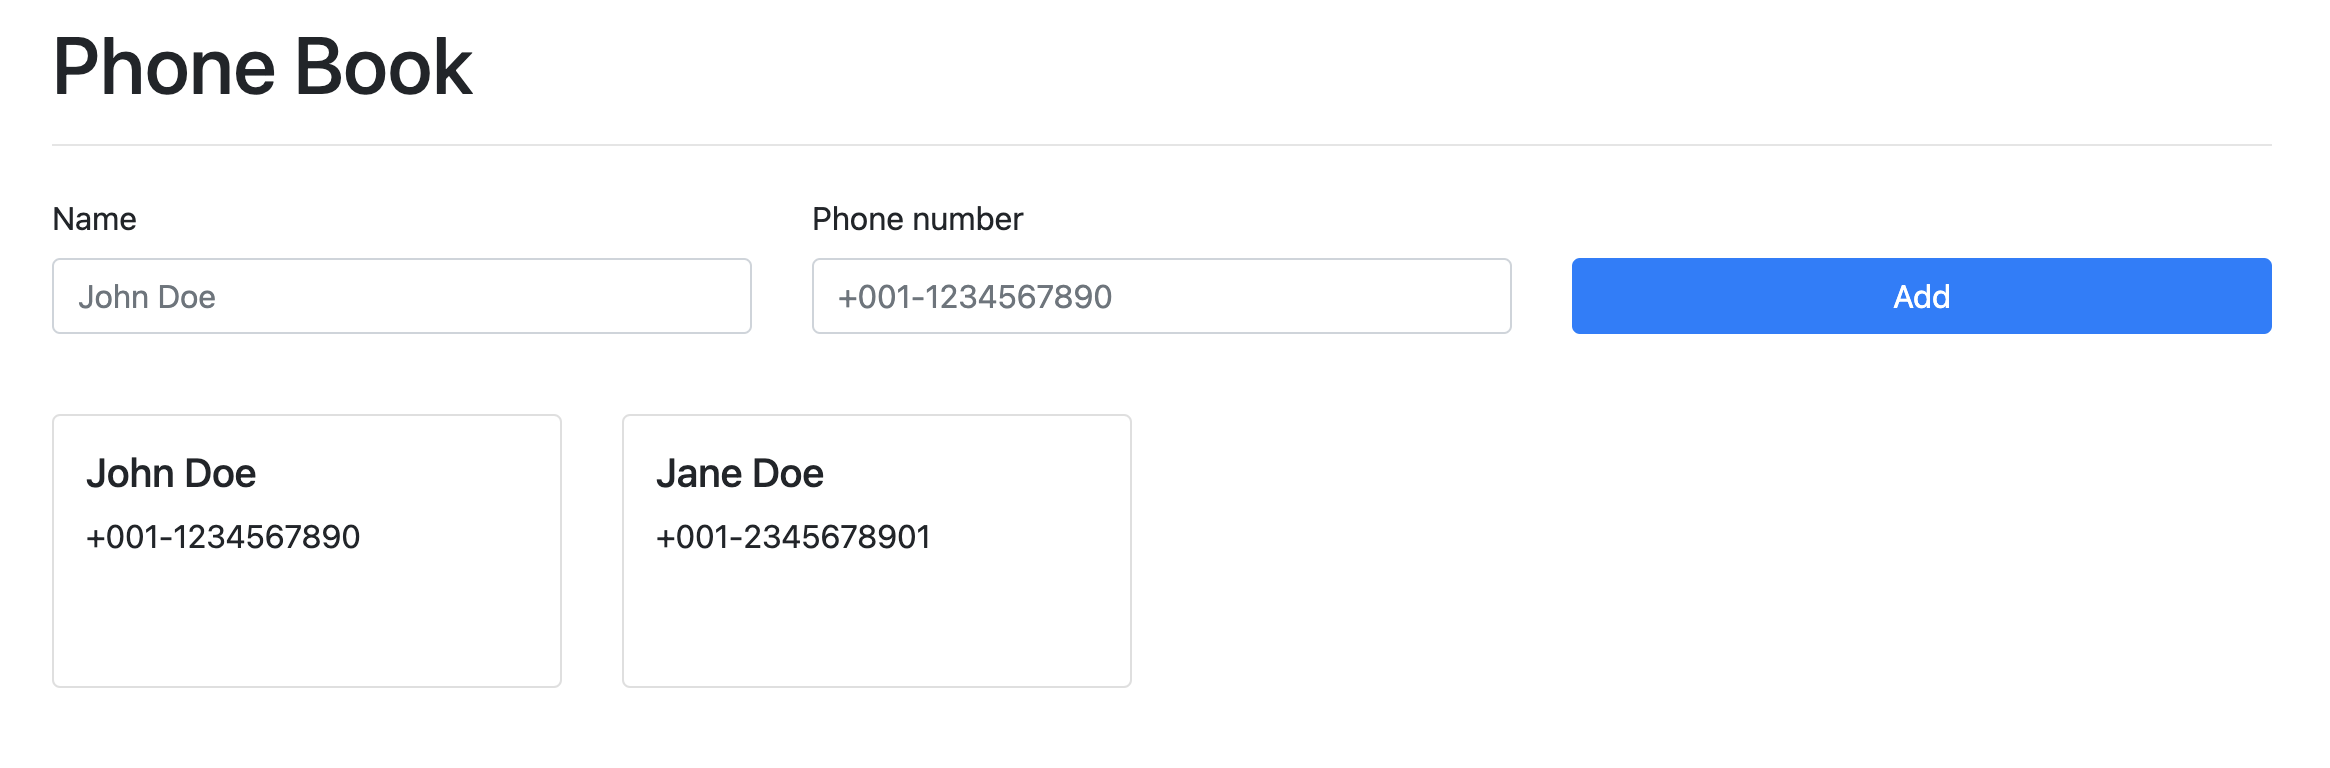 Phone Book
Name
Phone number
John Doe
+001-1234567890
Add
John Doe
+001-1234567890
Jane Doe
+001-2345678901